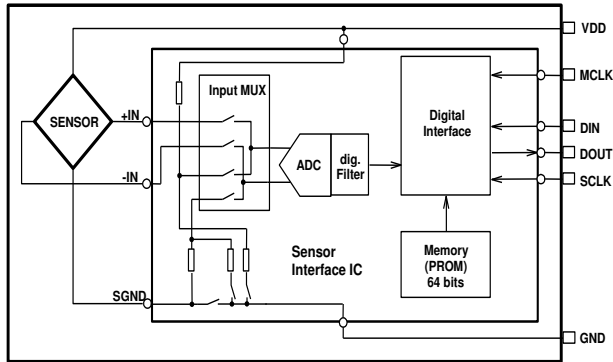 VDD
MCLK
Input MUX
+IN
SENSOR
Digital
Interface
DIN
DOUT
ADC
dig.
Filter
-IN
SCLK
Sensor
Interface IC
Memory
(PROM)
64 bits
SGND
GND